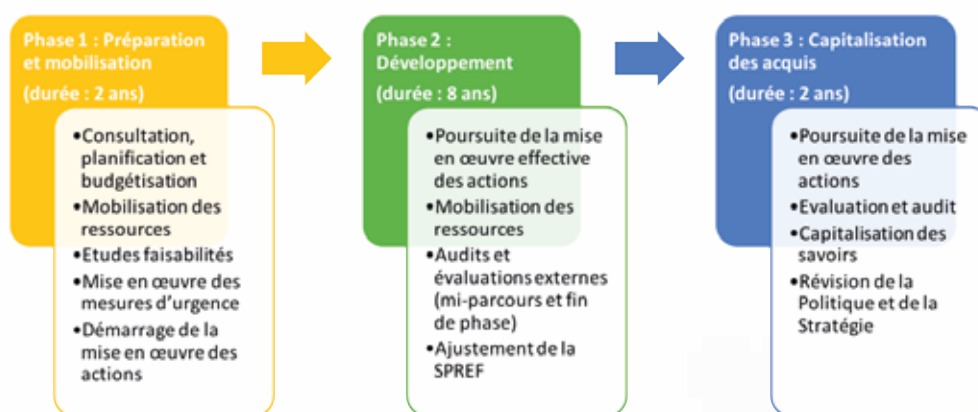 Phase 1 : Préparation
et mobilisation
(durée : 2 ans)
•Consultation,
planification et
budgétisation
•Mobilisation des
ressources
•Etudes faisabilités
•Mise en œuvre des
mesures d'urgence
•Démarrage de la
mise en œuvre des
actions
Phase 2 :
Développement
(durée : 8 ans)
•Poursuite de la mise
en œuvre effective
des actions
•Mobilisation des
ressources
•Audits et
évaluations externes
(mi-parcours et fin
de phase)
•Ajustement de la
SPREF
Phase 3 : Capitalisation
des acquis
(durée : 2 ans)
•Poursuite de la mise
en œuvre des
actions
•Evaluation et audit
•Capitalisation des
savoirs
•Révision de la
Politique et de la
Stratégie